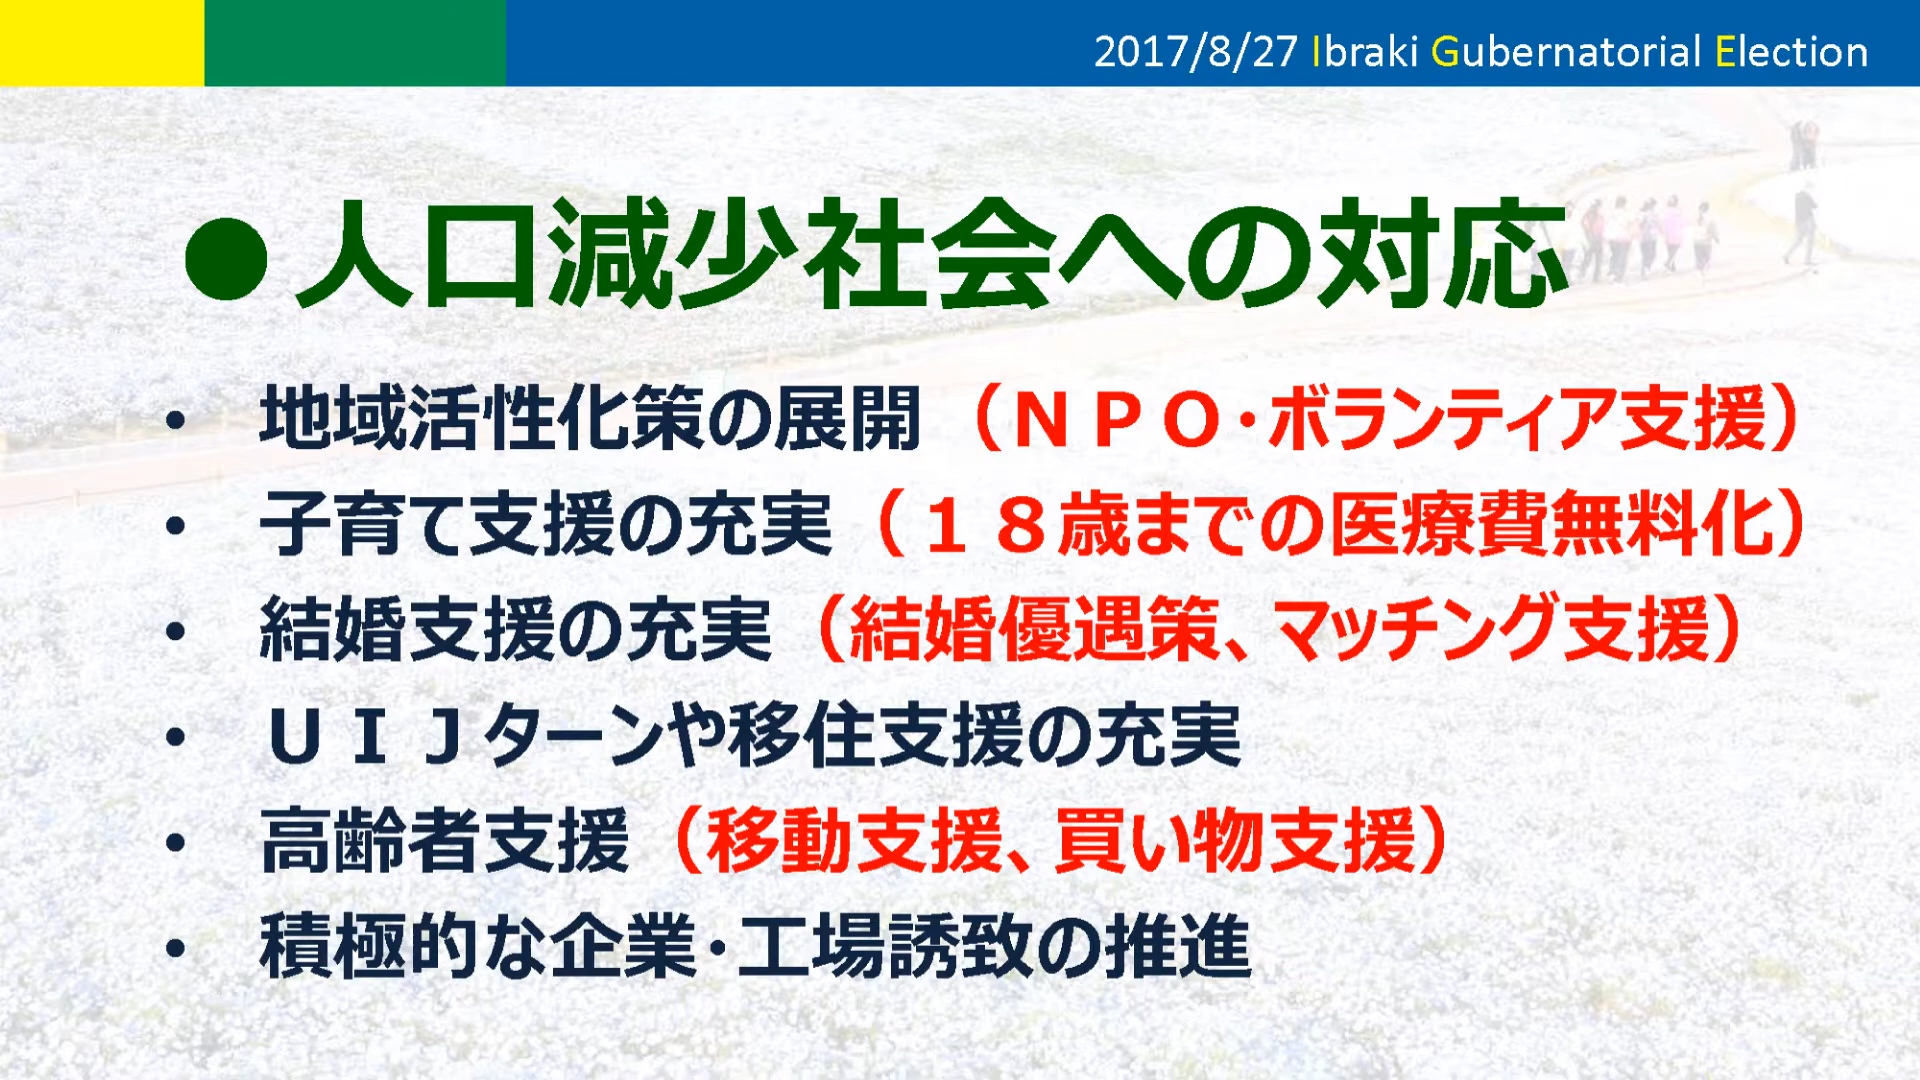 2017/8/27 Ibraki Gubernatorial Election
●人口減少社会への対応
• 地域活性化策の展開（ＮＰＯ・ボランティア支援）
• 子育て支援の充実（１８歳までの医療費無料化）
• 結婚支援の充実（結婚優遇策、マッチング支援）
• ＵＩＪターンや移住支援の充実
• 高齢者支援（移動支援、買い物支援）
• 積極的な企業・工場誘致の推進